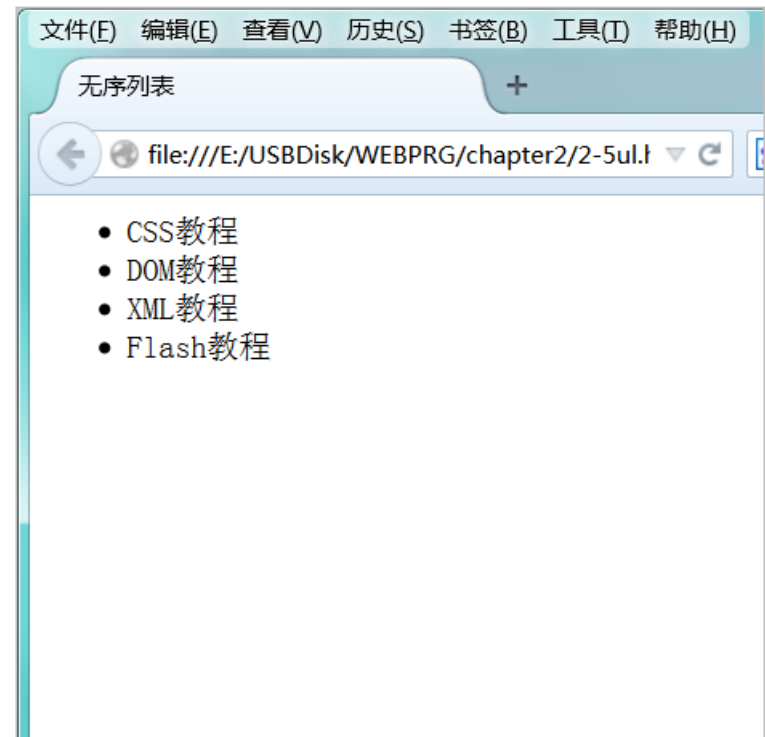 文件(F) 编辑(E) 查看(V) 历史(S) 书签(B) 工具(T) 帮助(H)
无序列表
file:///E:/USBDisk/WEBPRG/chapter2/2-5ul.h
CSS教程
DOM教程
XML教程
Flash教程